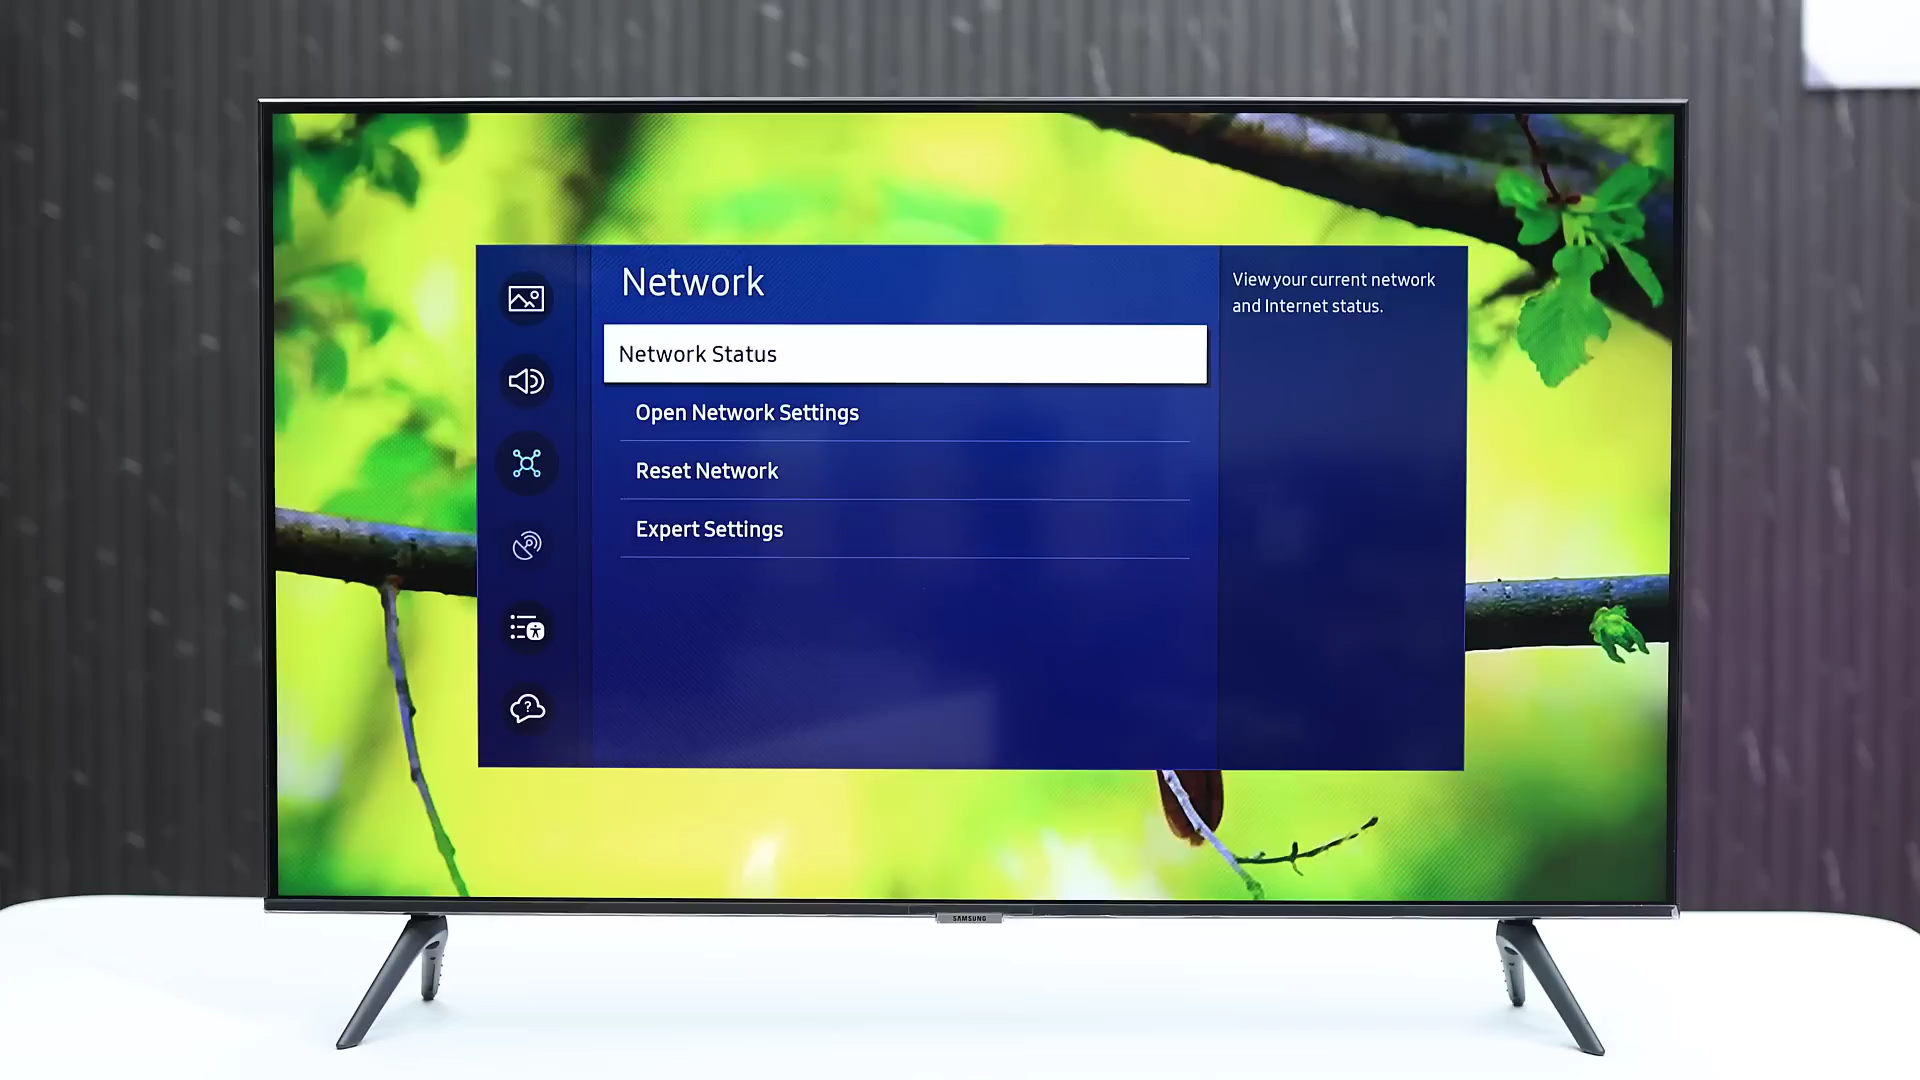 Network
Network Status
Open Network Settings
Reset Network
Expert Settings
View your current network
and Internet status.
?
SAMSUNG